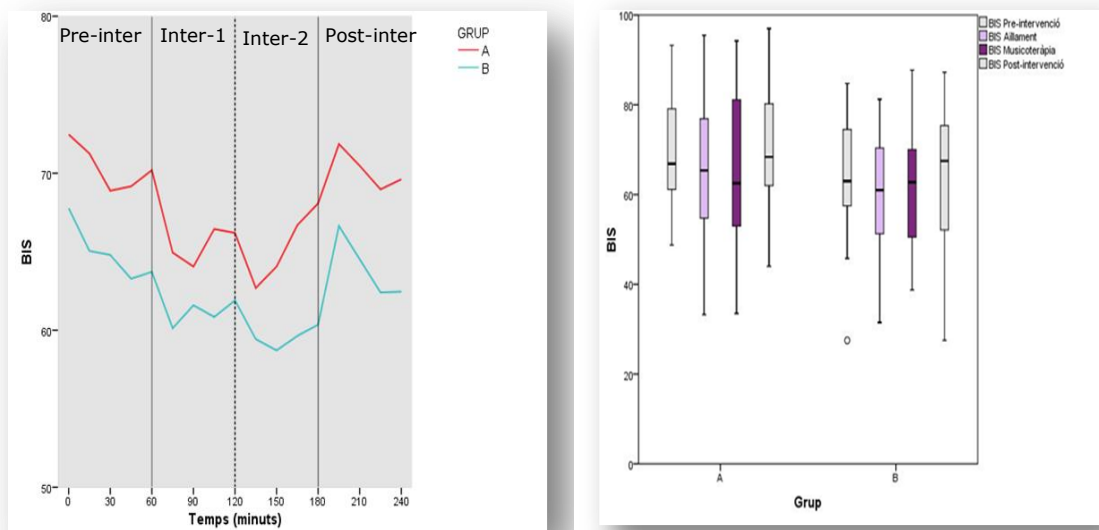 80
70
60
50
BIS
Pre-inter
Inter-1
Inter-2
Post-inter
GRUP
A
B
0 30 60 90 120 150 180 210 240
Temps (minuts)
100
80
60
40
20
0
BIS
BIS Pre-intervenció
BIS Aïllament
BIS Musicoteràpia
BIS Post-intervenció
A B
Grup